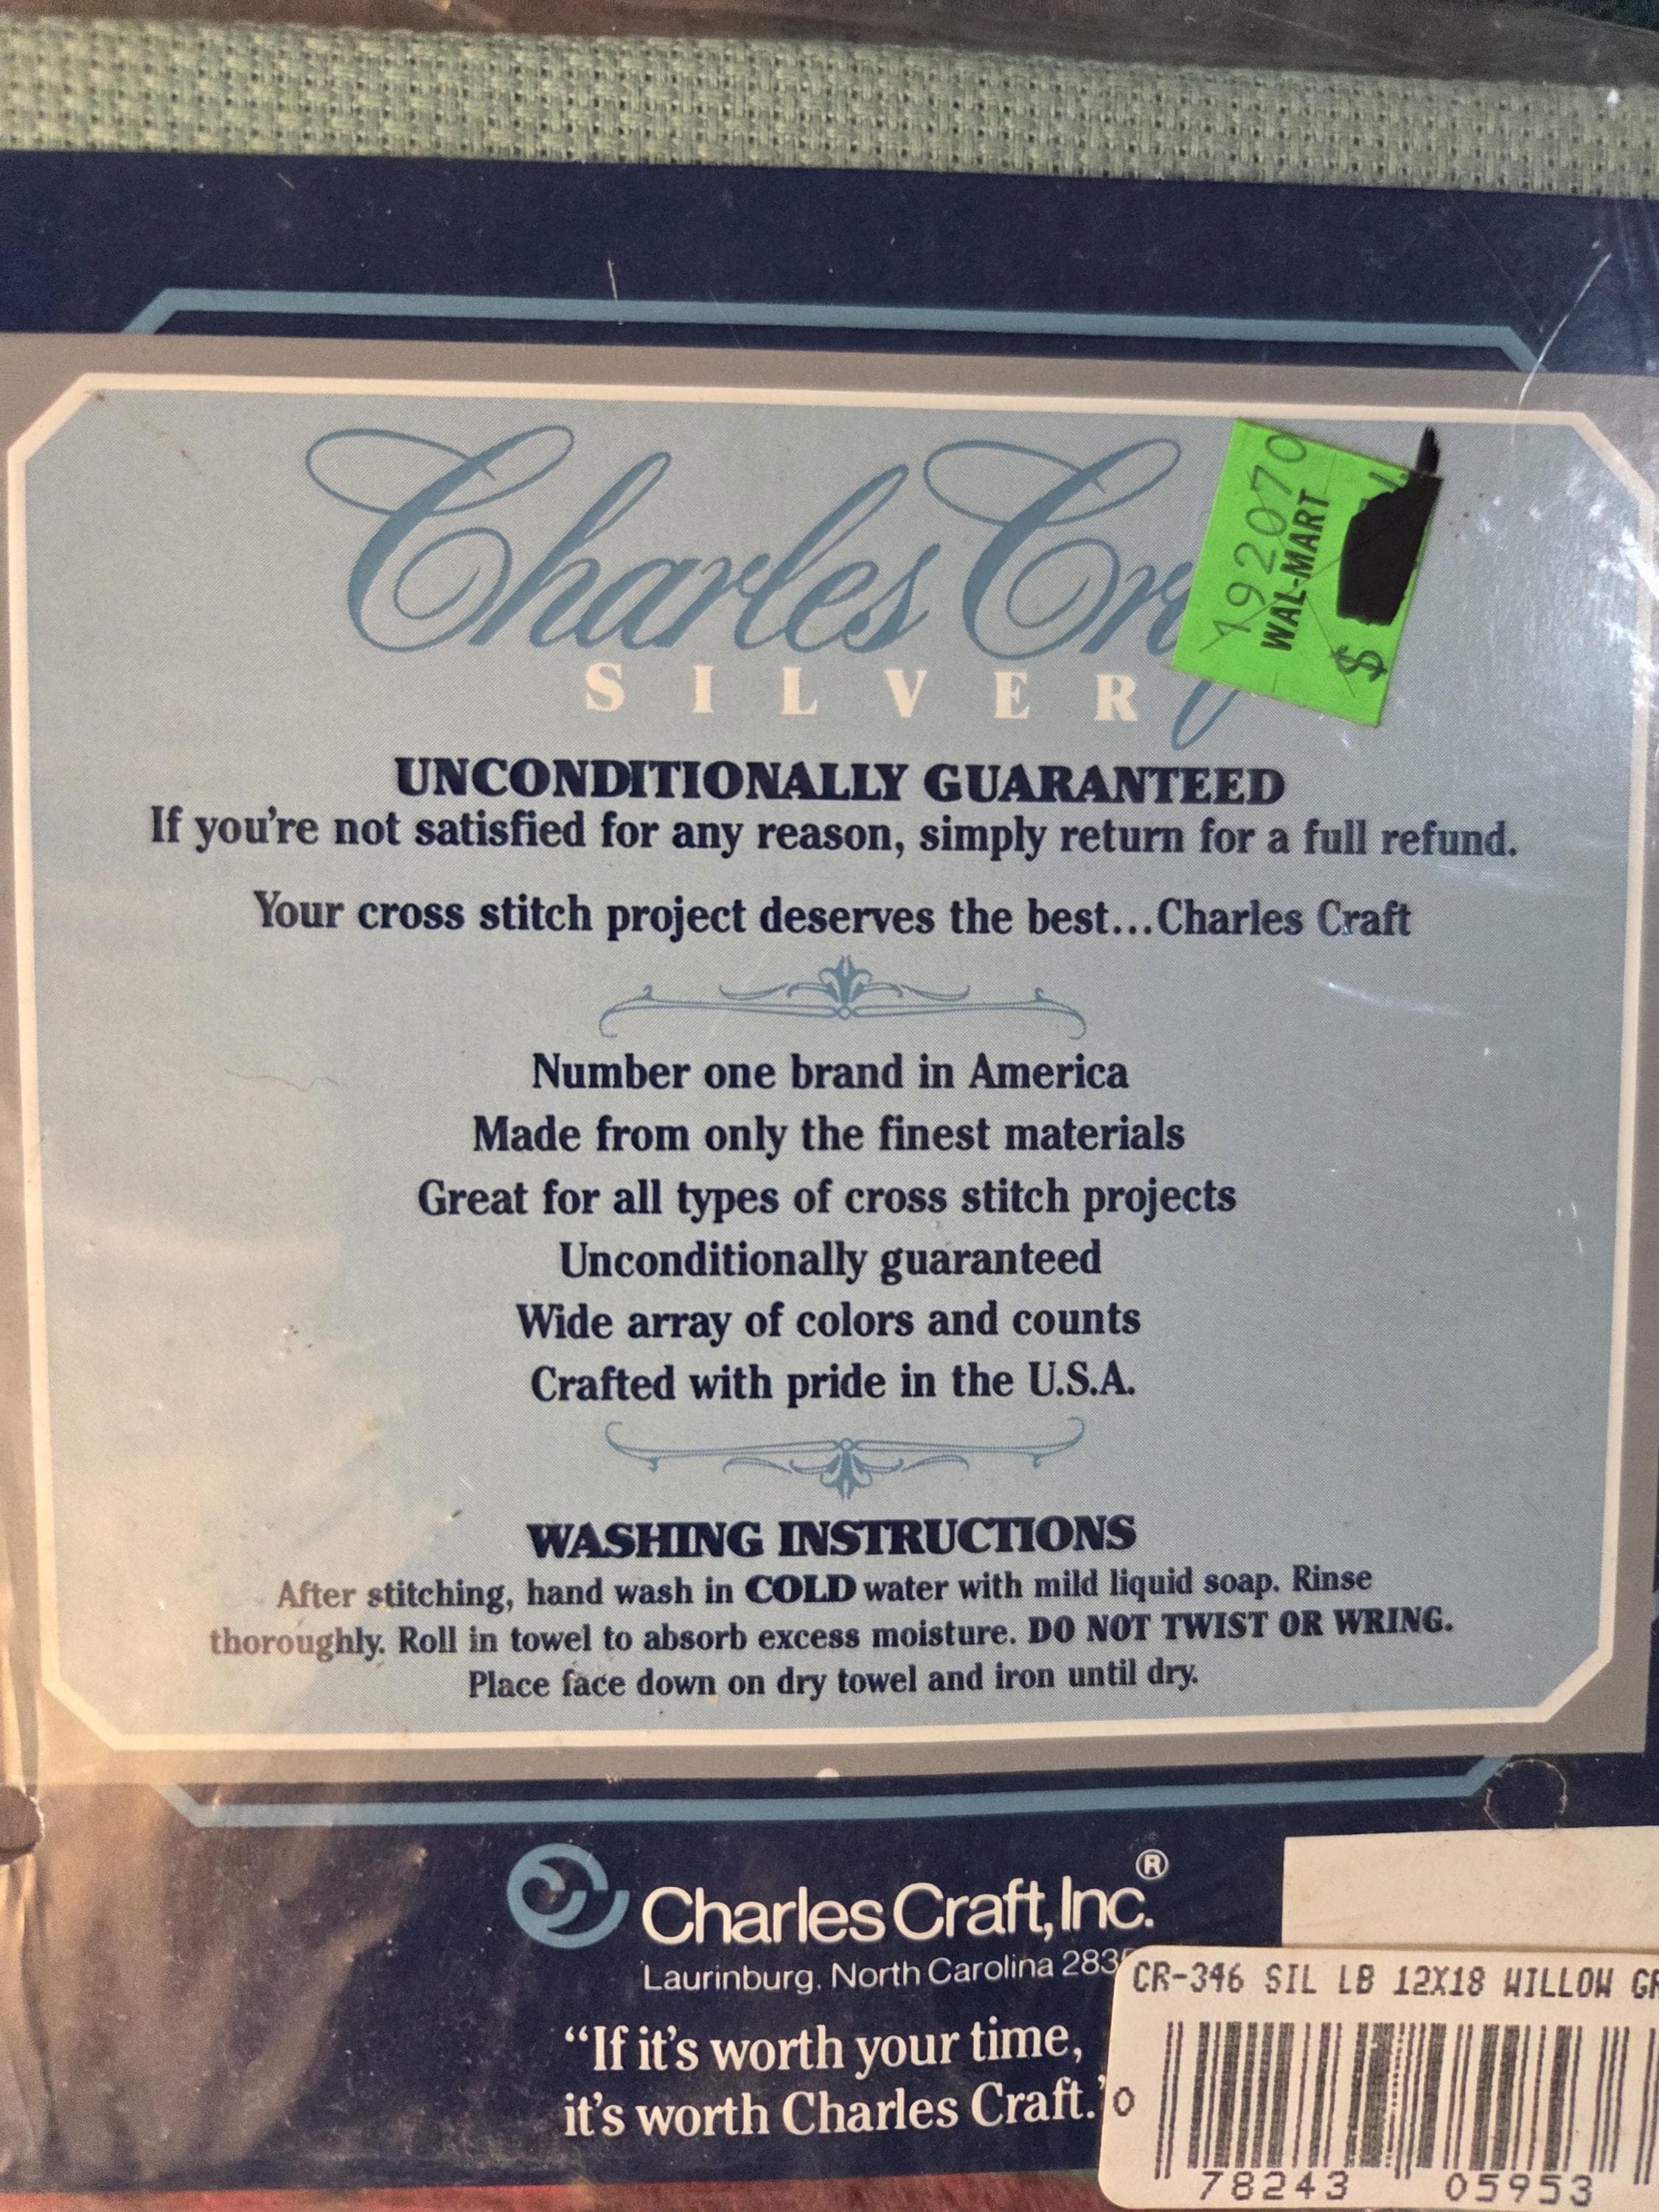 Charles
192070
WAL-MART
$
SILVER
UNCONDITIONALLY GUARANTEED
If you're not satisfied for any reason, simply return for a full refund.
Your cross stitch project deserves the best...Charles Craft
Number one brand in America
Made from only the finest materials
Great for all types of cross stitch projects
Unconditionally guaranteed
Wide array of colors and counts
Crafted with pride in the U.S.A.
WASHING INSTRUCTIONS
After stitching, hand wash in COLD water with mild liquid soap. Rinse
thoroughly. Roll in towel to absorb excess moisture. DO NOT TWIST OR WRING.
Place face down on dry towel and iron until dry.
Charles Craft, Inc.®
Laurinburg, North Carolina
"If it's worth your time,
it's worth Charles Craft."
CR-346 SIL LB 12X18 WILLOW
0 78243 05953